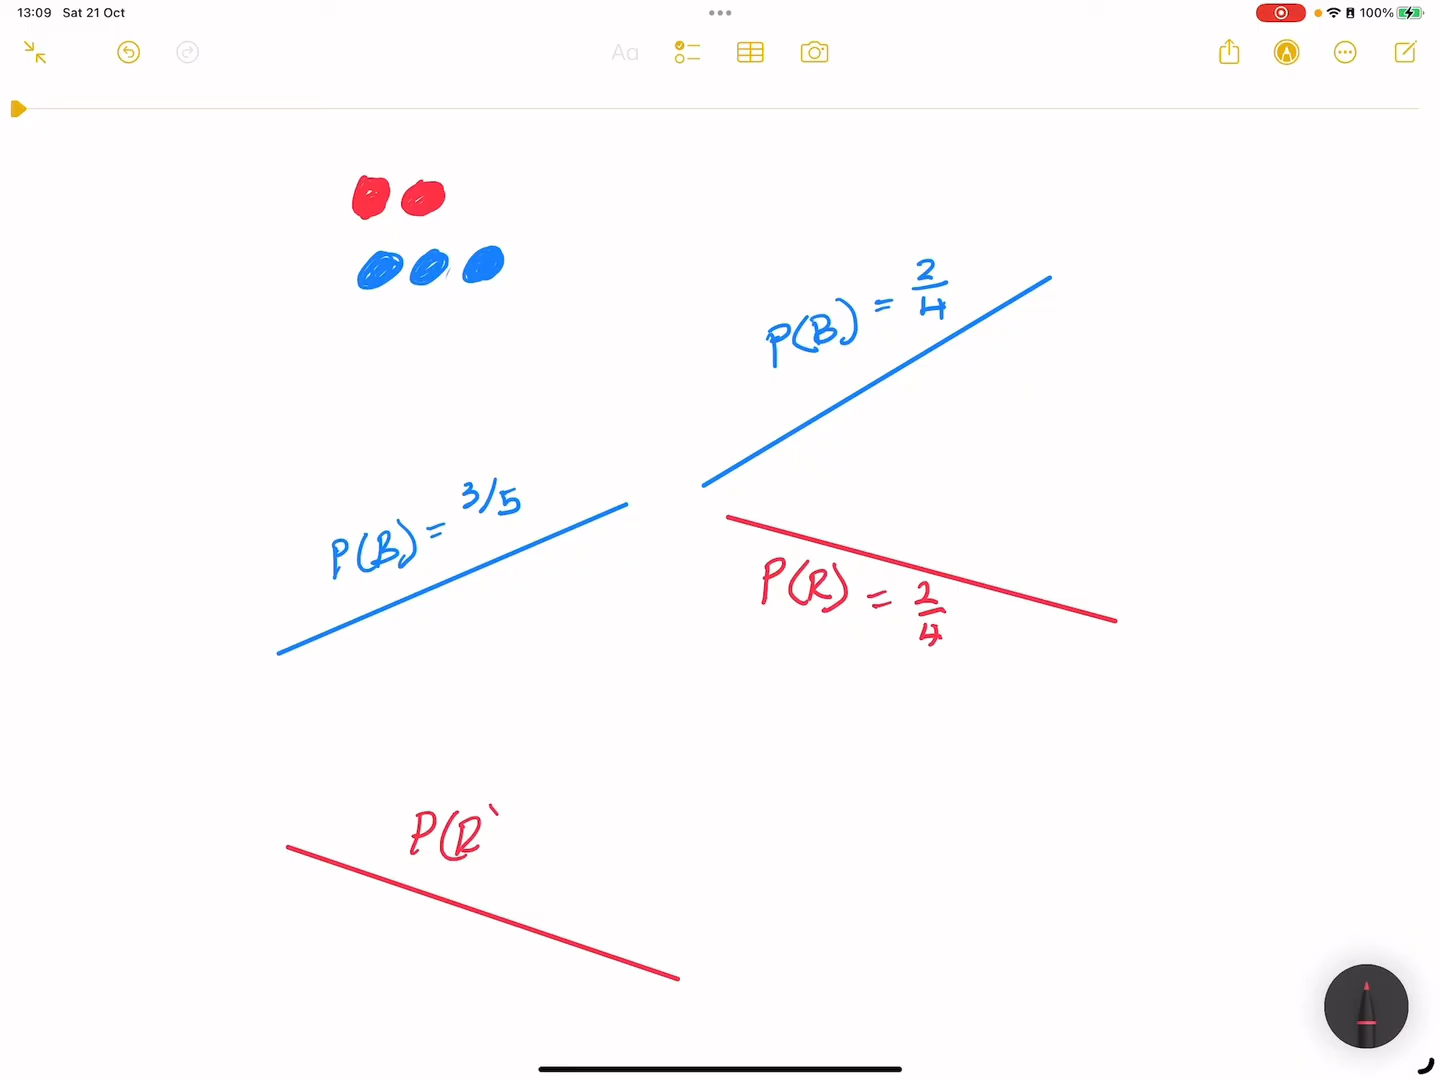 13:09 Sat 21 Oct
100%
Aa
P(B) = 2/4
P(B) = 3/5
P(R) = 2/4
P(R